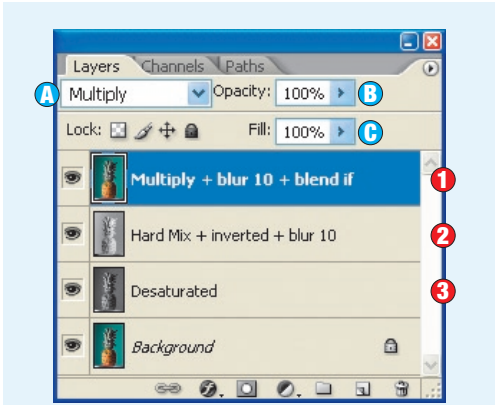 Layers Channels Paths
A Multiply Opacity: 100% B
Lock: Fill: 100% C
Multiply + blur 10 + blend if 1
Hard Mix + inverted + blur 10 2
Desaturated 3
Background